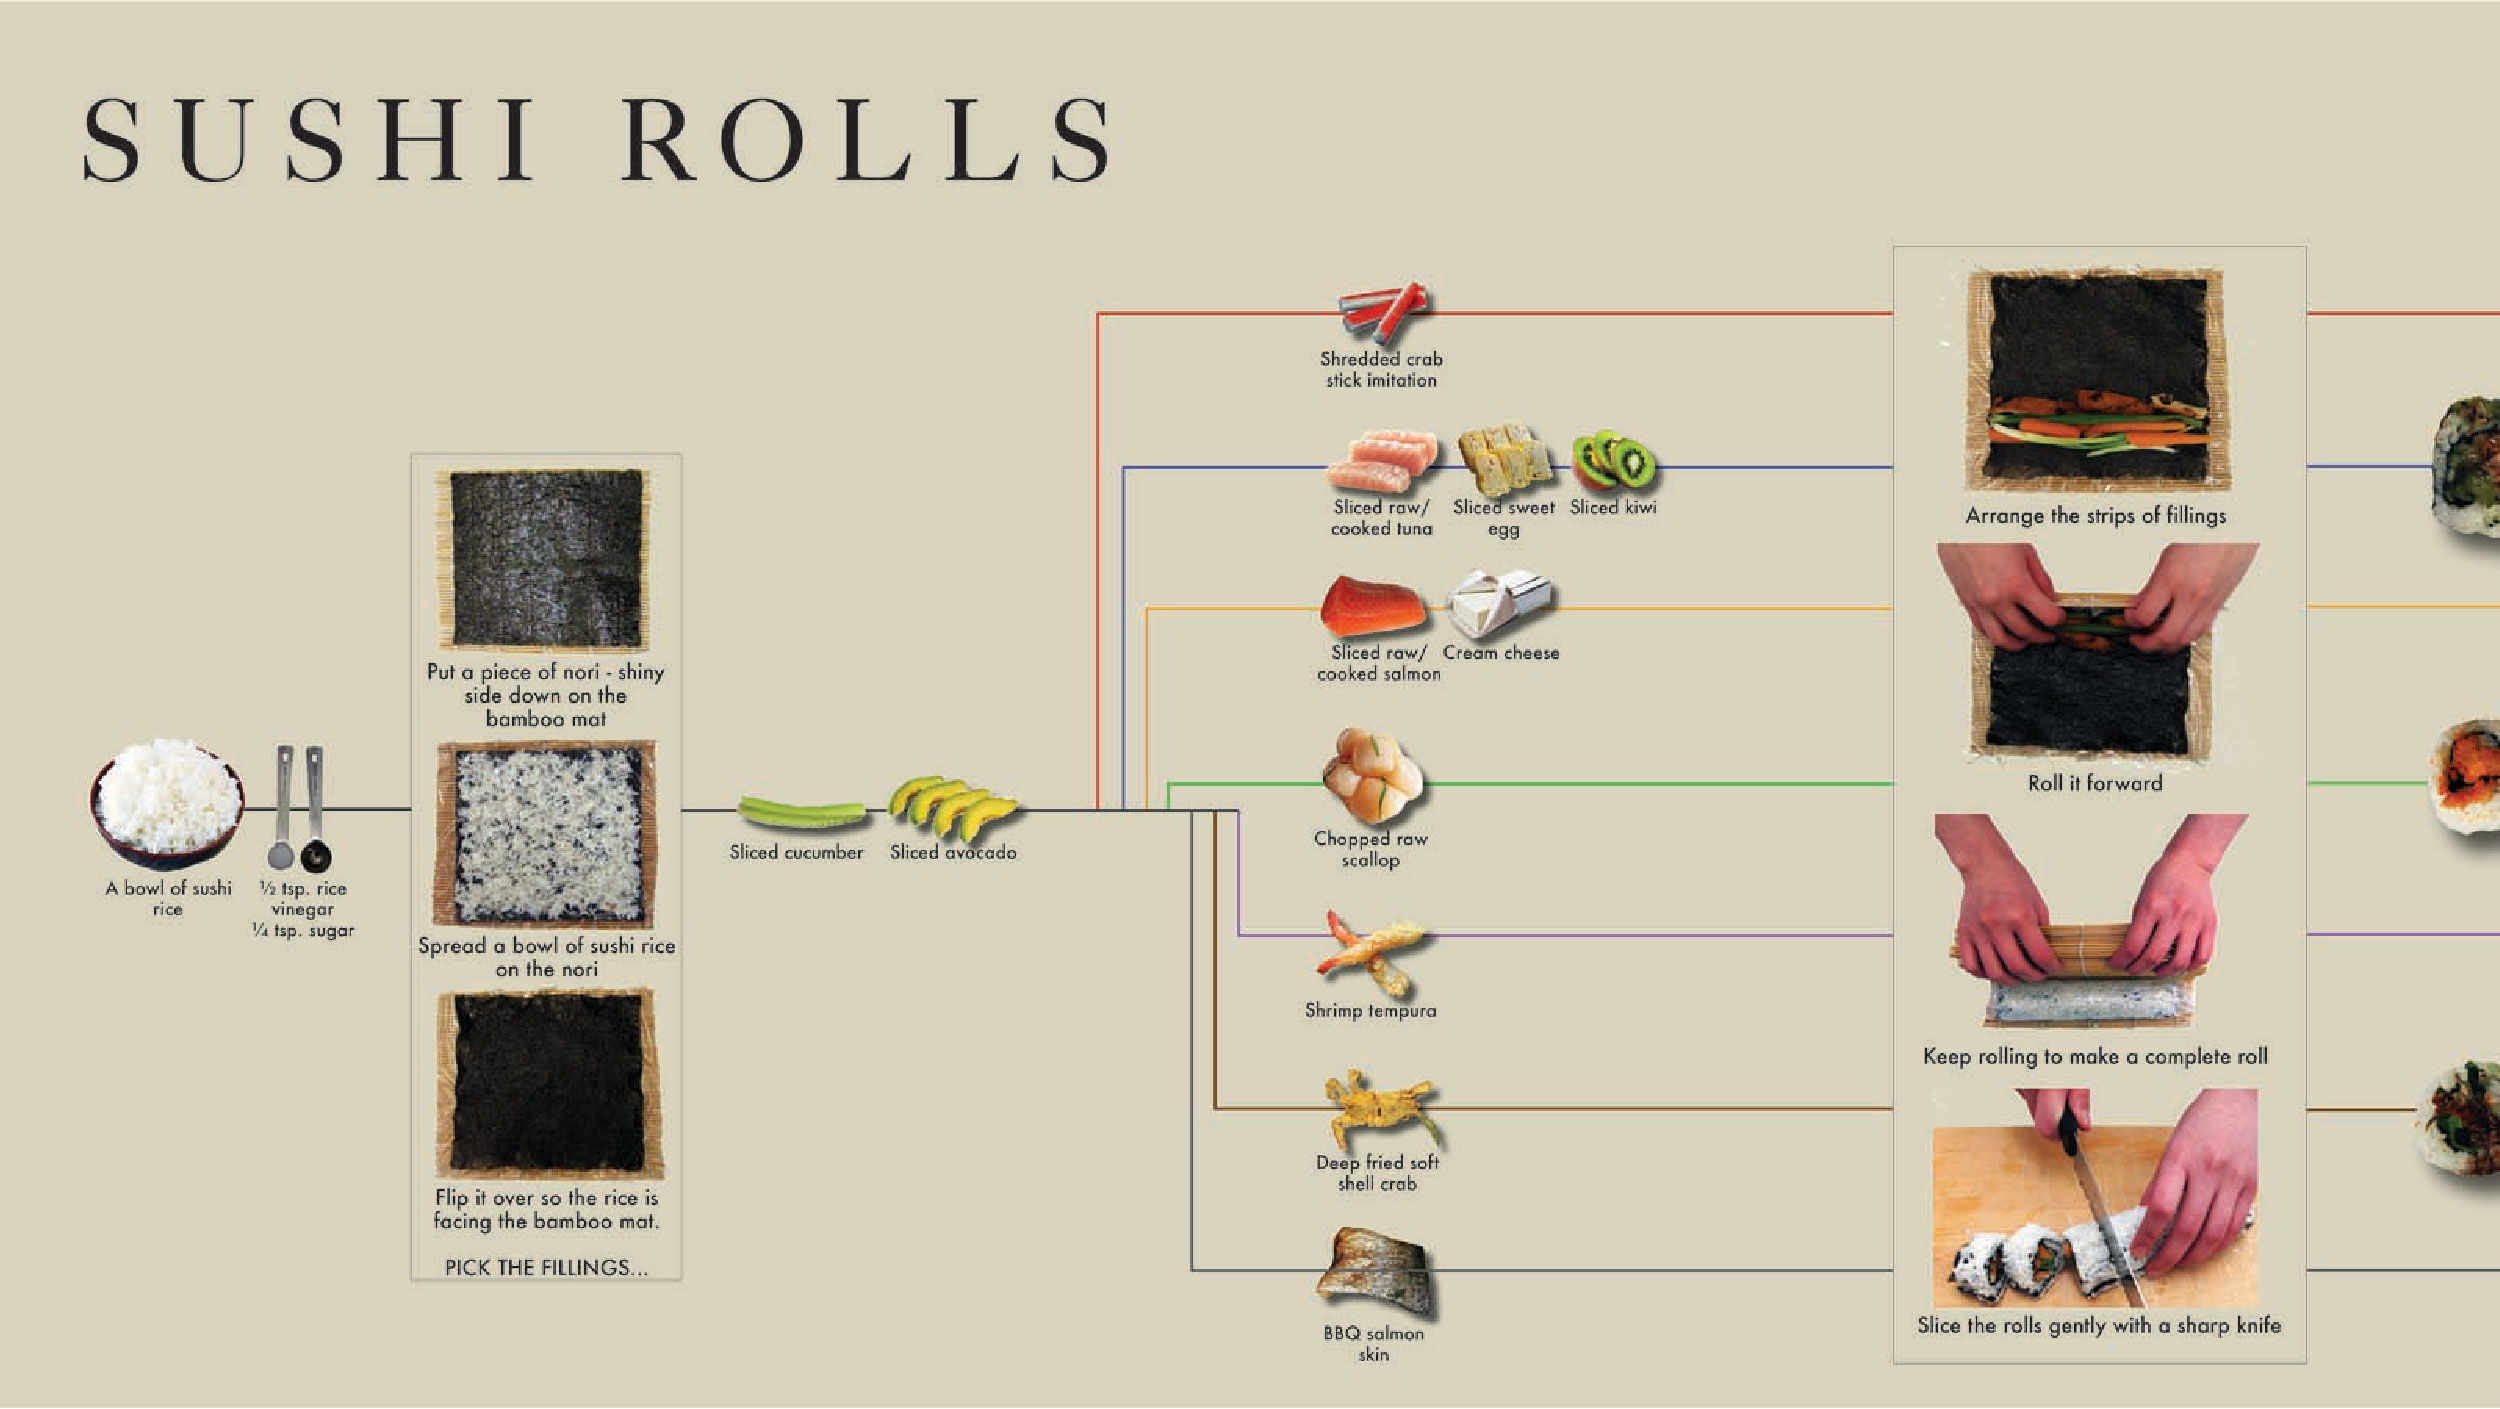 SUSHI ROLLS
A bowl of sushi
rice
½ tsp. rice
vinegar
¼ tsp. sugar
Put a piece of nori - shiny
side down on the
bamboo mat
Spread a bowl of sushi rice
on the nori
Flip it over so the rice is
facing the bamboo mat.
PICK THE FILLINGS...
Sliced cucumber
Sliced avocado
Shredded crab
stick imitation
Sliced raw/
cooked tuna
Sliced sweet
egg
Sliced kiwi
Sliced raw/
cooked salmon
Cream cheese
Chopped raw
scallop
Shrimp tempura
Deep fried soft
shell crab
BBQ salmon
skin
Arrange the strips of fillings
Roll it forward
Keep rolling to make a complete roll
Slice the rolls gently with a sharp knife